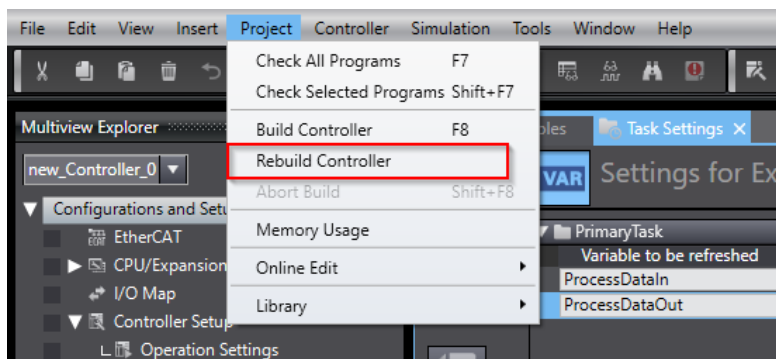 File Edit View Insert Project Controller Simulation Tools Window Help
Check All Programs F7
Check Selected Programs Shift+F7
Build Controller F8
Rebuild Controller
Abort Build Shift+F8
Memory Usage
Online Edit
Library
Multiview Explorer
new_Controller_0
Configurations and Setu
EtherCAT
CPU/Expansion
I/O Map
Controller Setup
Operation Settings
bles Task Settings
VAR Settings for Ex
PrimaryTask
Variable to be refreshed
ProcessDataIn
ProcessDataOut